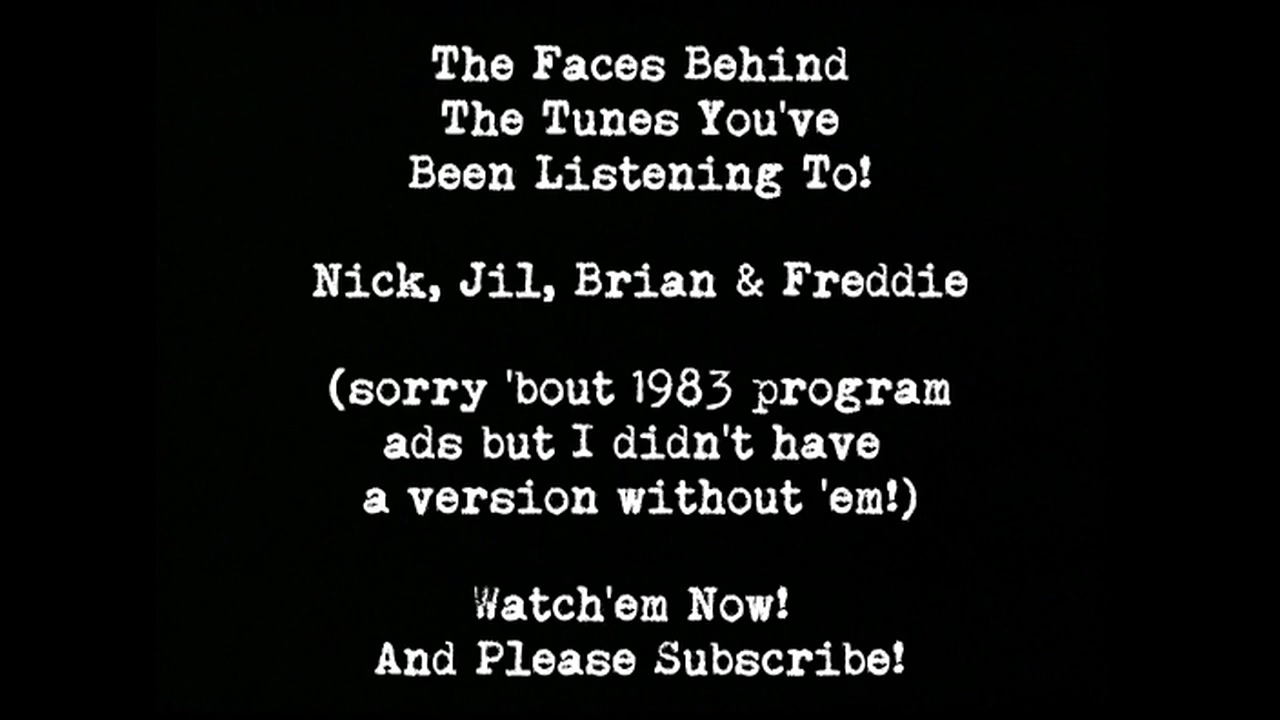 The Faces Behind
The Tunes You've
Been Listening To!
Nick, Jil, Brian & Freddie
(sorry 'bout 1983 program
ads but I didn't have
a version without 'em!)
Watch'em Now!
And Please Subscribe!